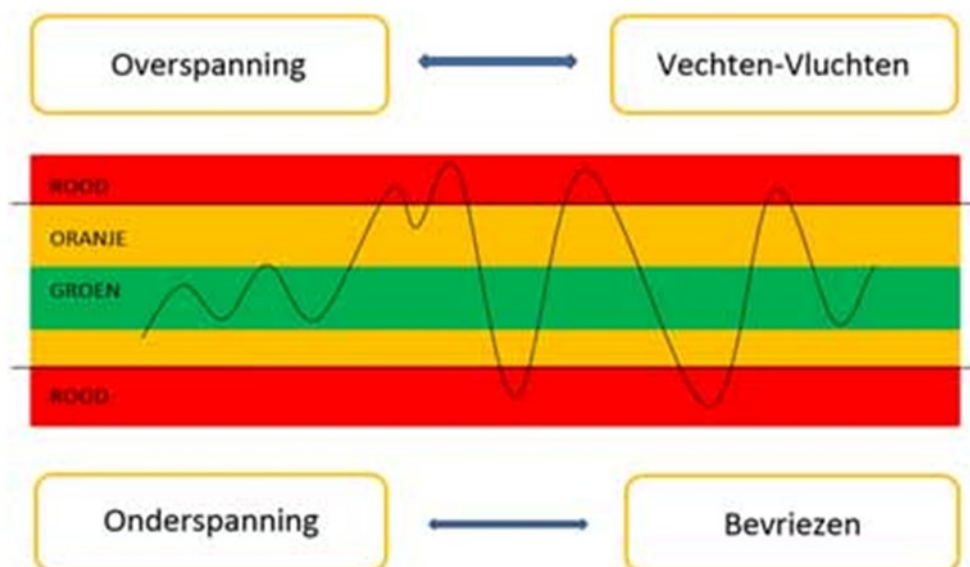 Overspanning
Vechten-Vluchten
ROOD
ORANJE
GROEN
ROOD
Onderspanning
Bevriezen